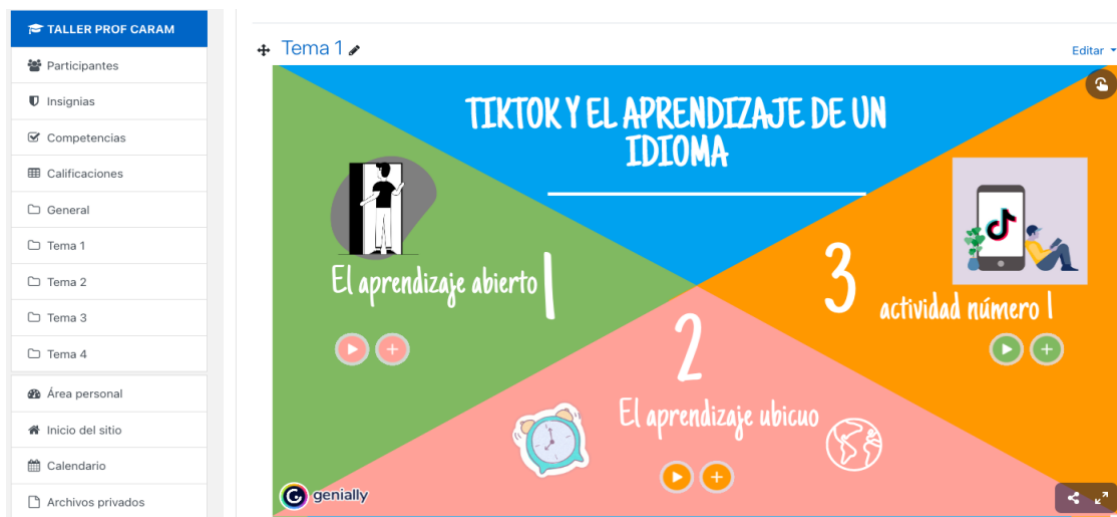 TALLER PROF CARAM
Participantes
Insignias
Competencias
Calificaciones
General
Tema 1
Tema 2
Tema 3
Tema 4
Área personal
Inicio del sitio
Calendario
Archivos privados
Tema 1
Editar
TIKTOK Y EL APRENDIZAJE DE UN
IDIOMA
El aprendizaje abierto
1
2
El aprendizaje ubicuo
3
actividad número 1
genially